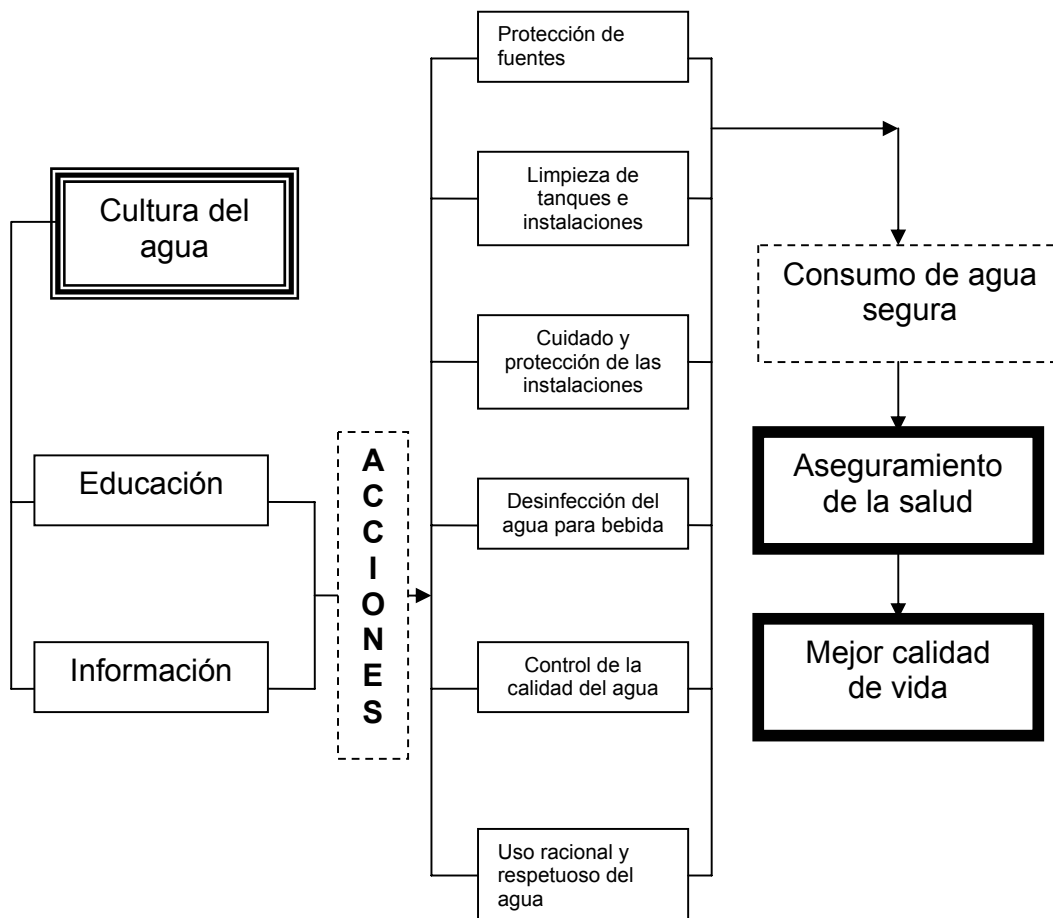 Cultura del
agua
Educación
Información
A
C
C
I
O
N
E
S
Protección de
fuentes
Limpieza de
tanques e
instalaciones
Cuidado y
protección de las
instalaciones
Desinfección del
agua para bebida
Control de la
calidad del agua
Uso racional y
respetuoso del
agua
Consumo de agua
segura
Aseguramiento
de la salud
Mejor calidad
de vida